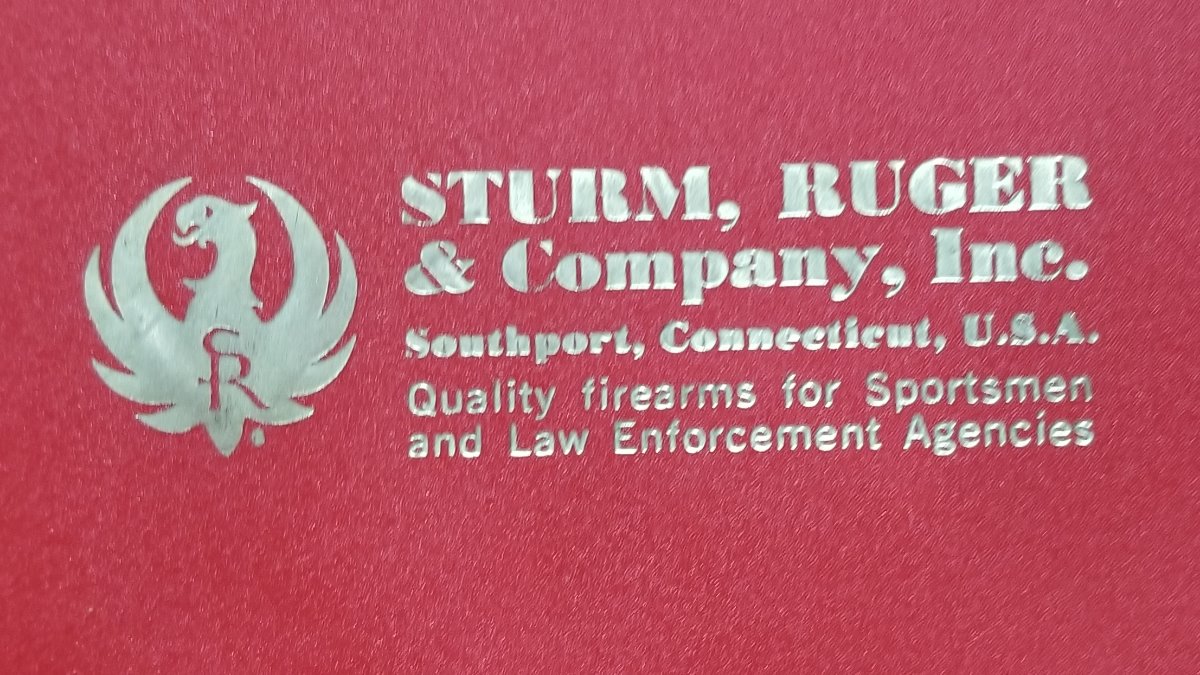 STURM, RUGER
& Company, Inc.
Southport, Connecticut, U.S.A.
Quality firearms for Sportsmen
and Law Enforcement Agencies
SR